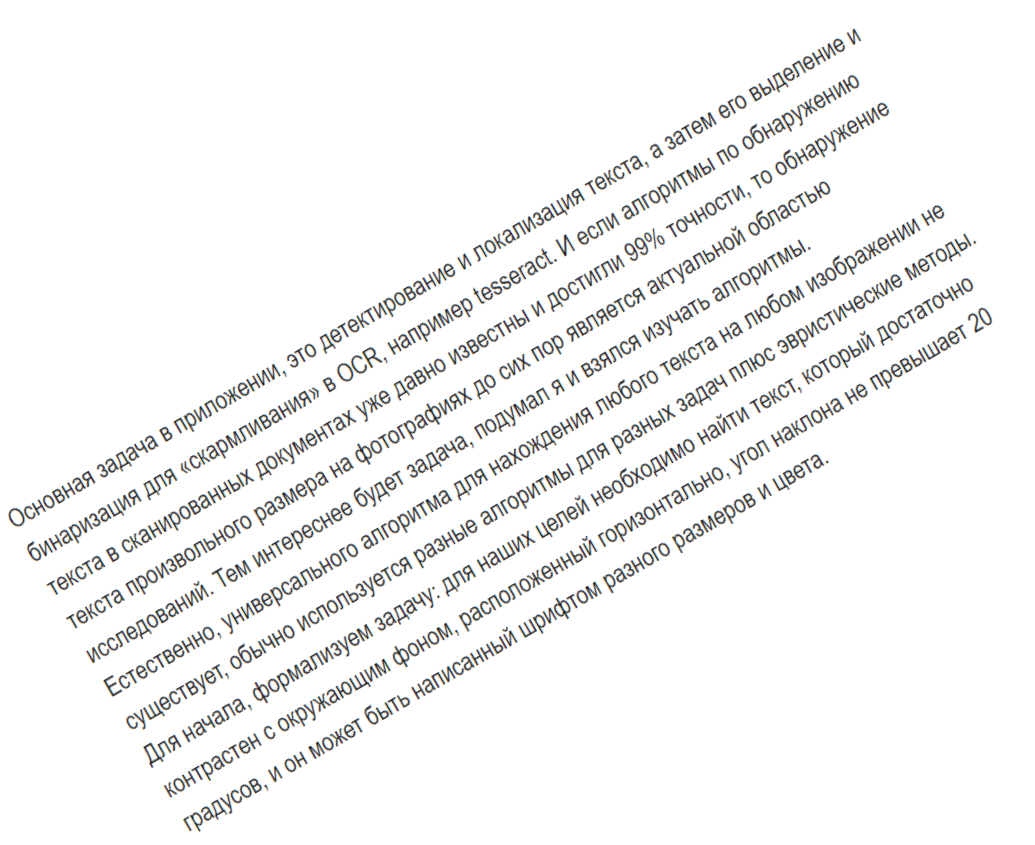 Основная задача в приложении, это детектирование и локализация текста, а затем его выделение и
бинаризация для «скармливания» в OCR, например tesseract. И если алгоритмы по обнаружению
текста в сканированных документах уже давно известны и достигли 99% точности, то обнаружение
текста произвольного размера на фотографиях до сих пор является актуальной областью
исследований. Тем интереснее будет задача, подумал я и взялся изучать алгоритмы.
Естественно, универсального алгоритма для нахождения любого текста на любом изображении не
существует, обычно используется разные алгоритмы для разных задач плюс эвристические методы.
Для начала, формализуем задачу: для наших целей необходимо найти текст, который достаточно
контрастен с окружающим фоном, расположенный горизонтально, угол наклона не превышает 20
градусов, и он может быть написанный шрифтом разного размеров и цвета.